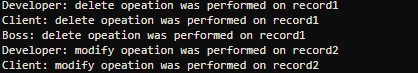 Developer: delete opeation was performed on record1
Client: delete opeation was performed on record1
Boss: delete opeation was performed on record1
Developer: modify opeation was performed on record2
Client: modify opeation was performed on record2